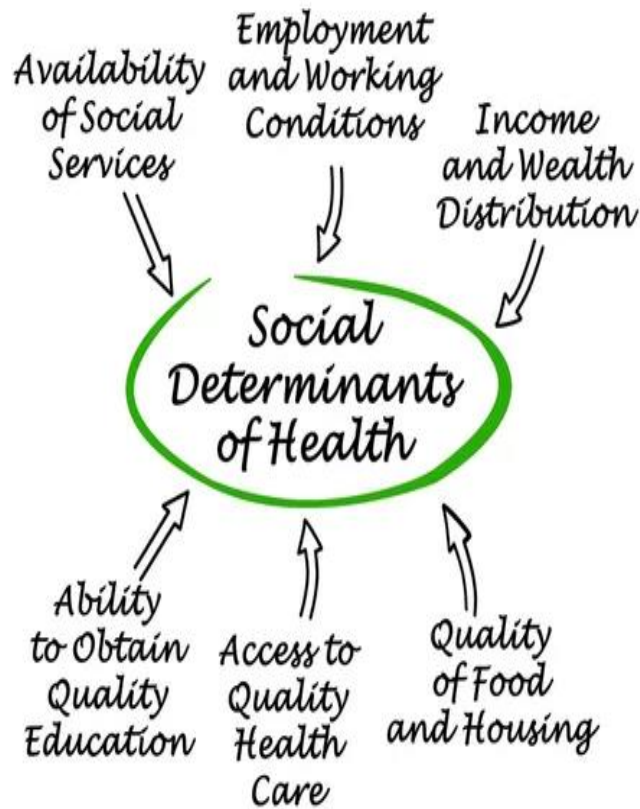 Availability
of Social
Services
Employment
and Working
Conditions
Income
and Wealth
Distribution
Social
Determinants
of Health
Ability
to Obtain
Quality
Education
Access to
Quality
Health
Care
Quality
of Food
and Housing